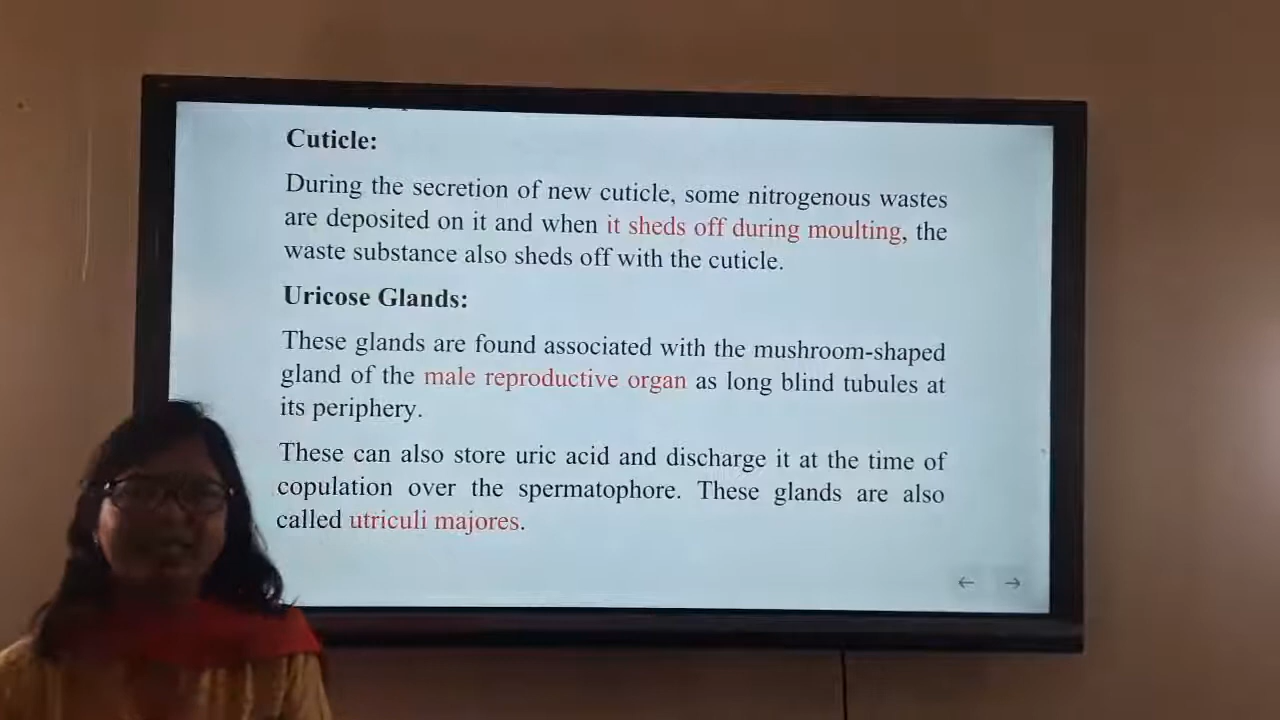 Cuticle:
During the secretion of new cuticle, some nitrogenous wastes
are deposited on it and when it sheds off during moulting, the
waste substance also sheds off with the cuticle.
Uricose Glands:
These glands are found associated with the mushroom-shaped
gland of the male reproductive organ as long blind tubules at
its periphery.
These can also store uric acid and discharge it at the time of
copulation over the spermatophore. These glands are also
called utriculi majores.